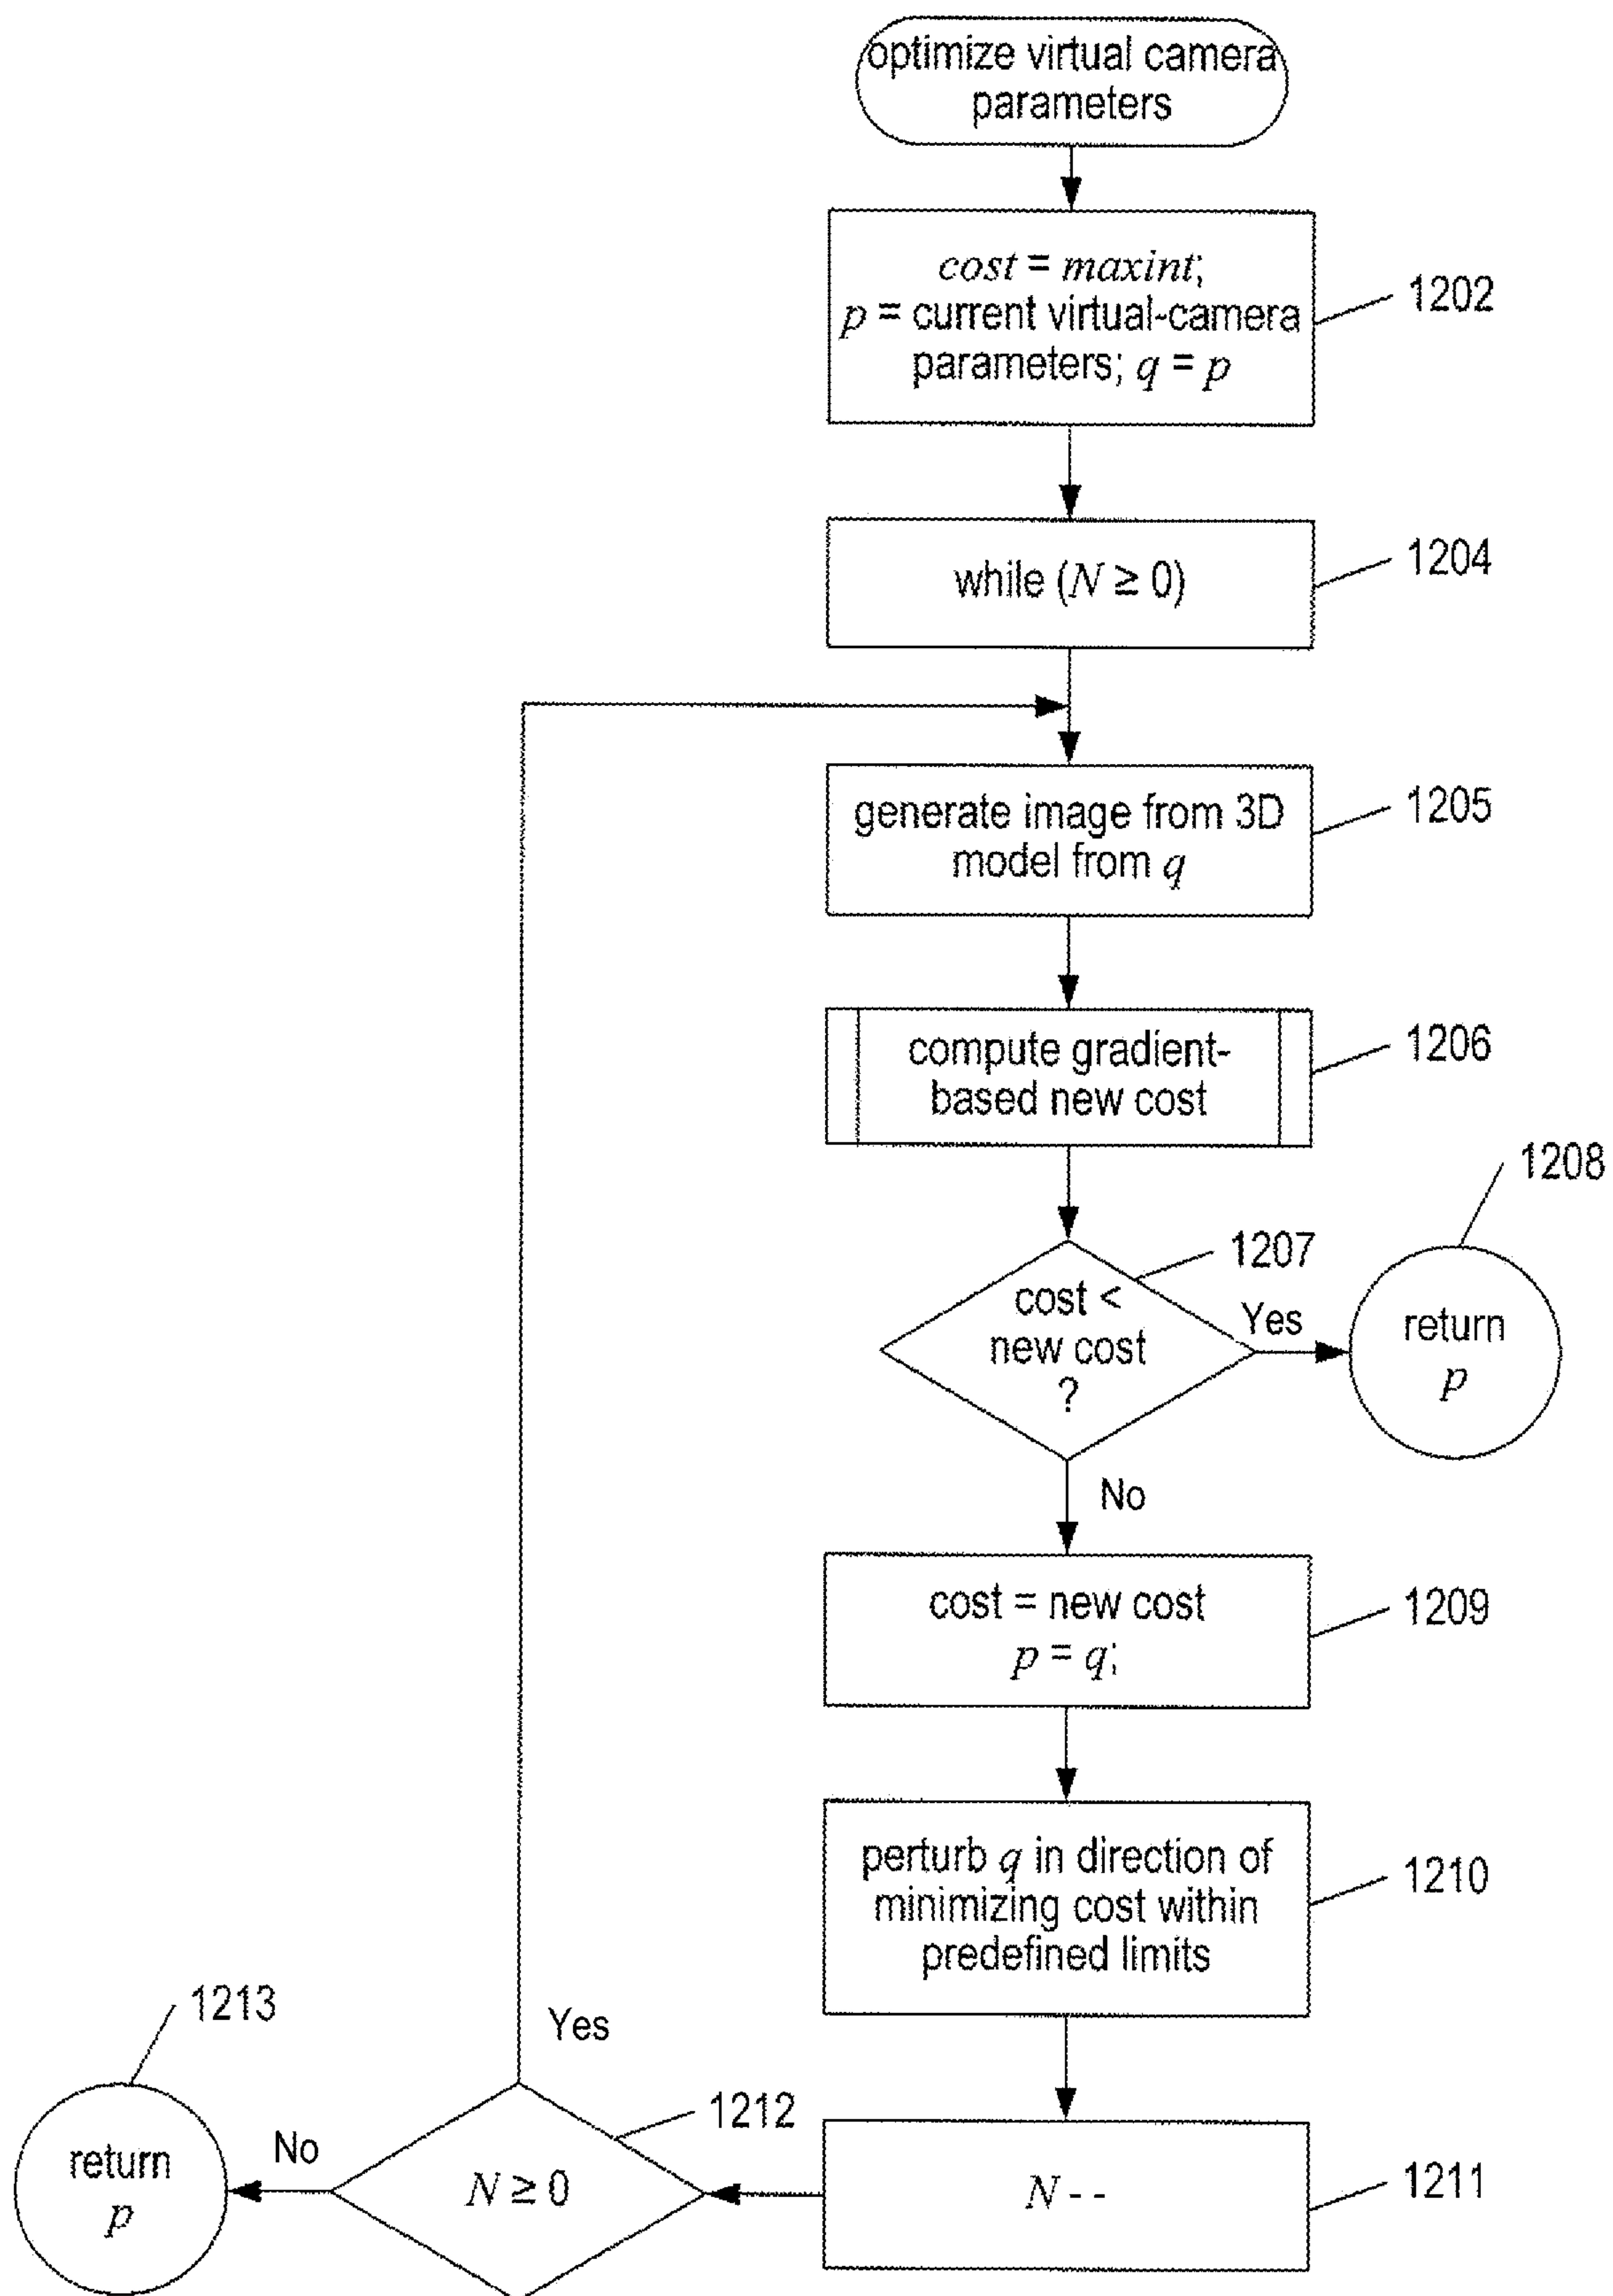 optimize virtual camera
parameters
cost = maxint;
p = current virtual-camera
parameters; q = p
1202
while (N ≥ 0)
1204
generate image from 3D
model from q
1205
compute gradient-
based new cost
1206
1208
1207
cost <
new cost
?
Yes
return
p
No
cost = new cost
p = q;
1209
perturb q in direction of
minimizing cost within
predefined limits
1210
1213
Yes
1212
return
p
No
N ≥ 0
N - -
1211